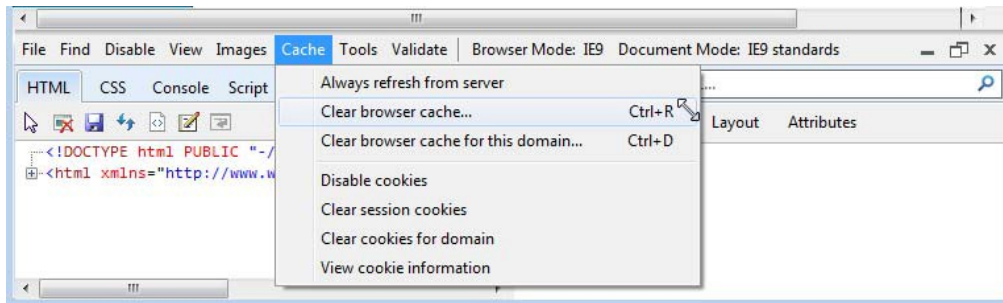 File Find Disable View Images Cache Tools Validate Browser Mode: IE9 Document Mode: IE9 standards
HTML CSS Console Script
Always refresh from server
Clear browser cache... Ctrl+R
Clear browser cache for this domain... Ctrl+D
Disable cookies
Clear session cookies
Clear cookies for domain
View cookie information
Layout Attributes
<!DOCTYPE html PUBLIC "-/
<html xmlns="http://www.w